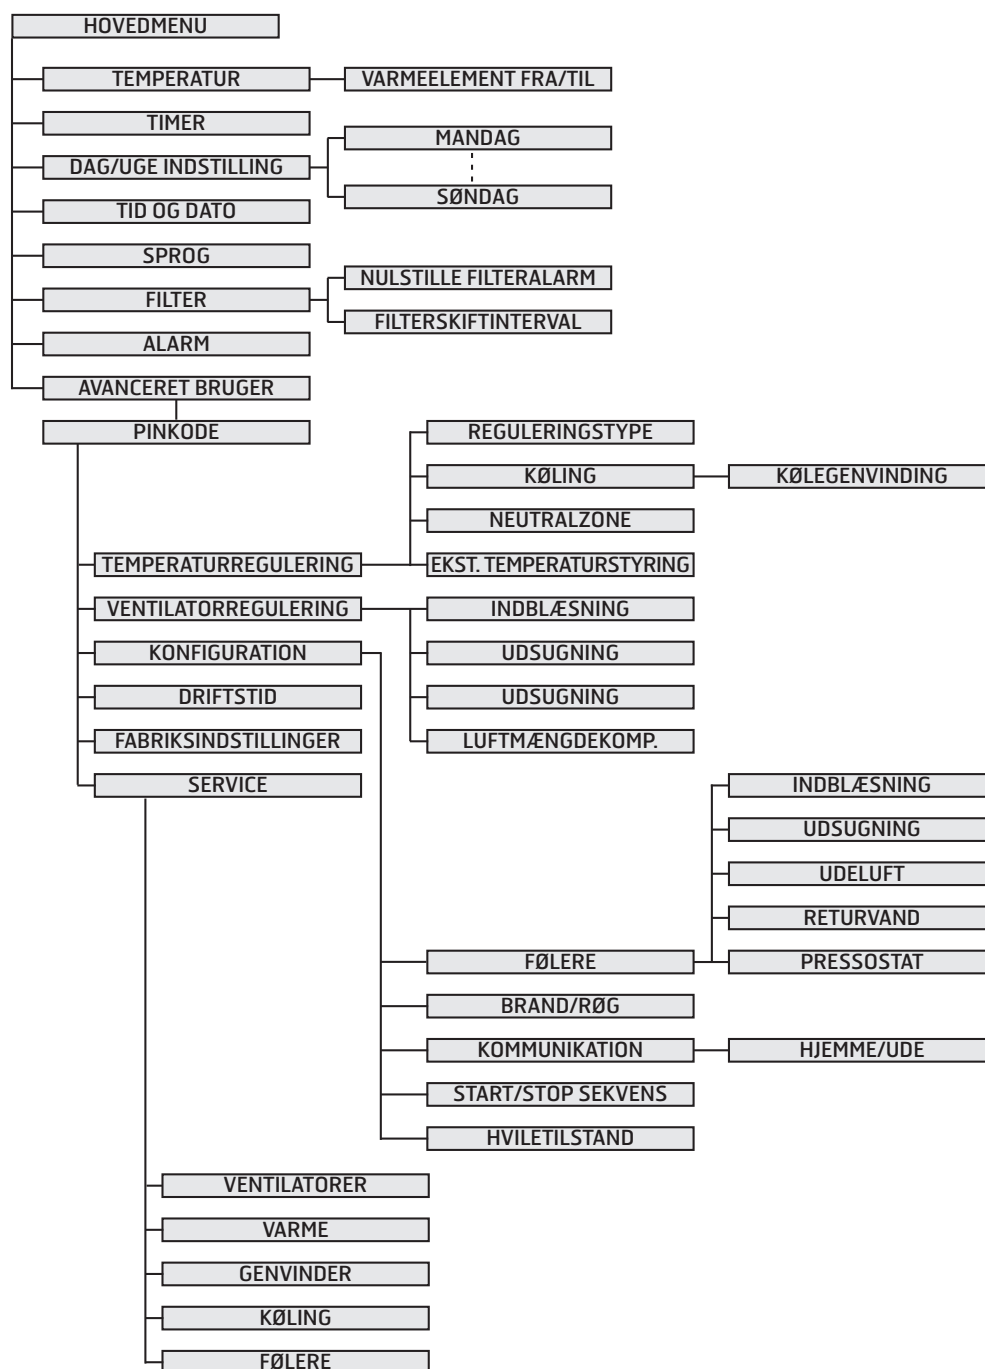 HOVEDMENU
TEMPERATUR
VARMEELEMENT FRA/TIL
TIMER
DAG/UGE INDSTILLING
MANDAG
SØNDAG
TID OG DATO
SPROG
FILTER
NULSTILLE FILTERALARM
FILTERSKIFTINTERVAL
ALARM
AVANCERET BRUGER
PINKODE
TEMPERATURREGULERING
REGULERINGSTYPE
KØLING
KØLEGENVINDING
NEUTRALZONE
EKST. TEMPERATURSTYRING
VENTILATORREGULERING
INDBLÆSNING
UDSUGNING
UDSUGNING
LUFTMÆNGDEKOMP.
KONFIGURATION
DRIFTSTID
FABRIKSINDSTILLINGER
SERVICE
FØLERE
INDBLÆSNING
UDSUGNING
UDELUFT
RETURVAND
PRESSOSTAT
BRAND/RØG
KOMMUNIKATION
HJEMME/UDE
START/STOP SEKVENS
HVILETILSTAND
VENTILATORER
VARME
GENVINDER
KØLING
FØLERE